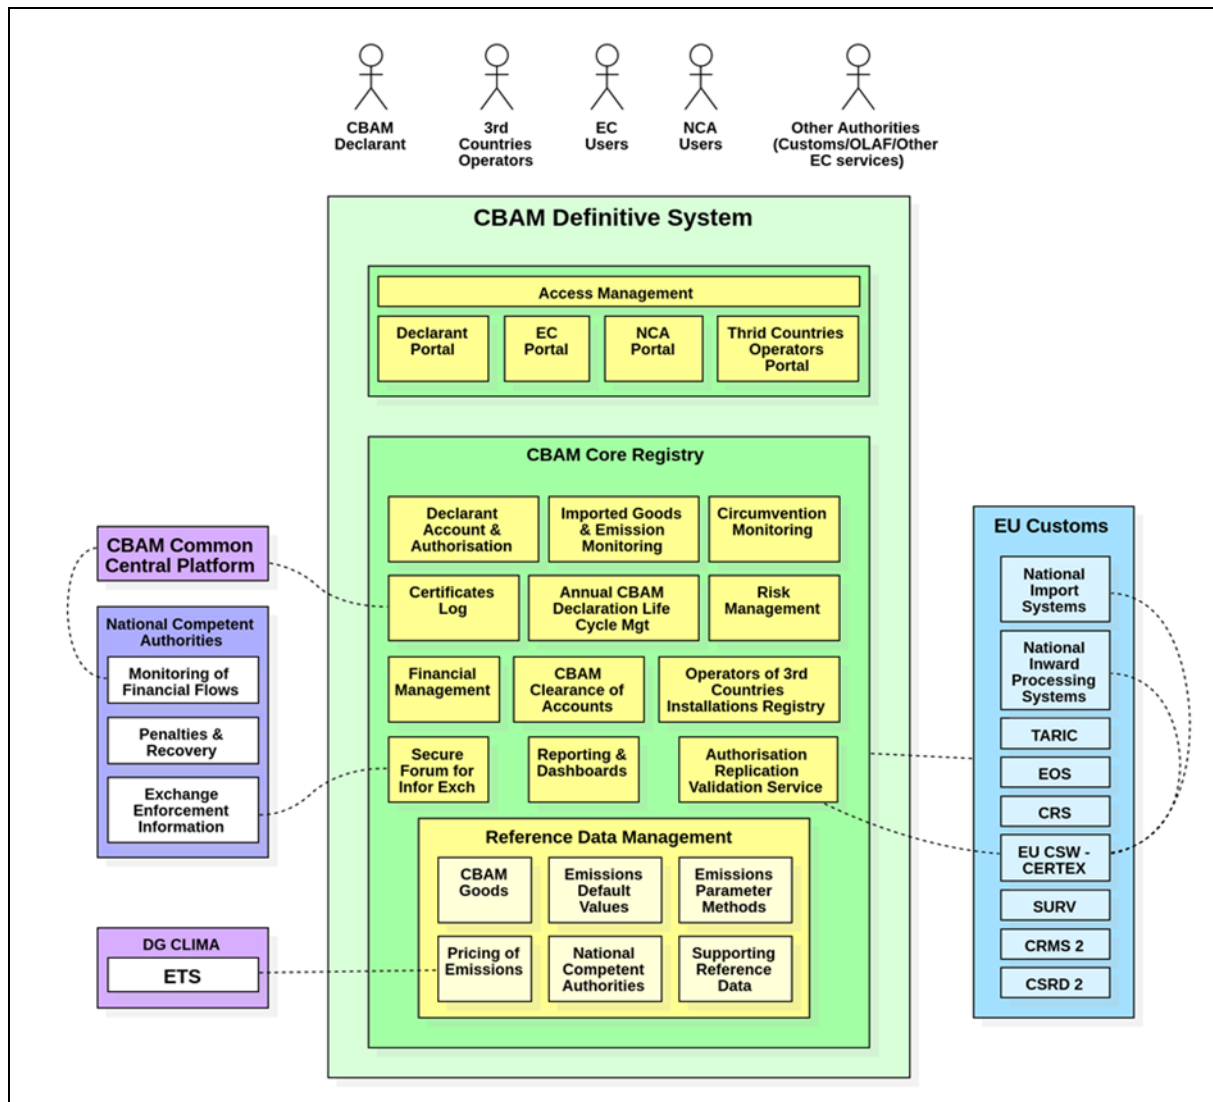 CBAM
Declarant
3rd
Countries
Operators
EC
Users
NCA
Users
Other Authorities
(Customs/OLAF/Other
EC services)
CBAM Definitive System
Access Management
Declarant
Portal
EC
Portal
NCA
Portal
Thrid Countries
Operators
Portal
CBAM Core Registry
Declarant
Account &
Authorisation
Imported Goods
& Emission
Monitoring
Circumvention
Monitoring
Certificates
Log
Annual CBAM
Declaration Life
Cycle Mgt
Risk
Management
Financial
Management
CBAM
Clearance of
Accounts
Operators of 3rd
Countries
Installations Registry
Secure
Forum for
Infor Exch
Reporting &
Dashboards
Authorisation
Replication
Validation Service
Reference Data Management
CBAM
Goods
Emissions
Default
Values
Emissions
Parameter
Methods
Pricing of
Emissions
National
Competent
Authorities
Supporting
Reference
Data
CBAM Common
Central Platform
National Competent
Authorities
Monitoring of
Financial Flows
Penalties &
Recovery
Exchange
Enforcement
Information
DG CLIMA
ETS
EU Customs
National
Import
Systems
National
Inward
Processing
Systems
TARIC
EOS
CRS
EU CSW -
CERTEX
SURV
CRMS 2
CSRD 2